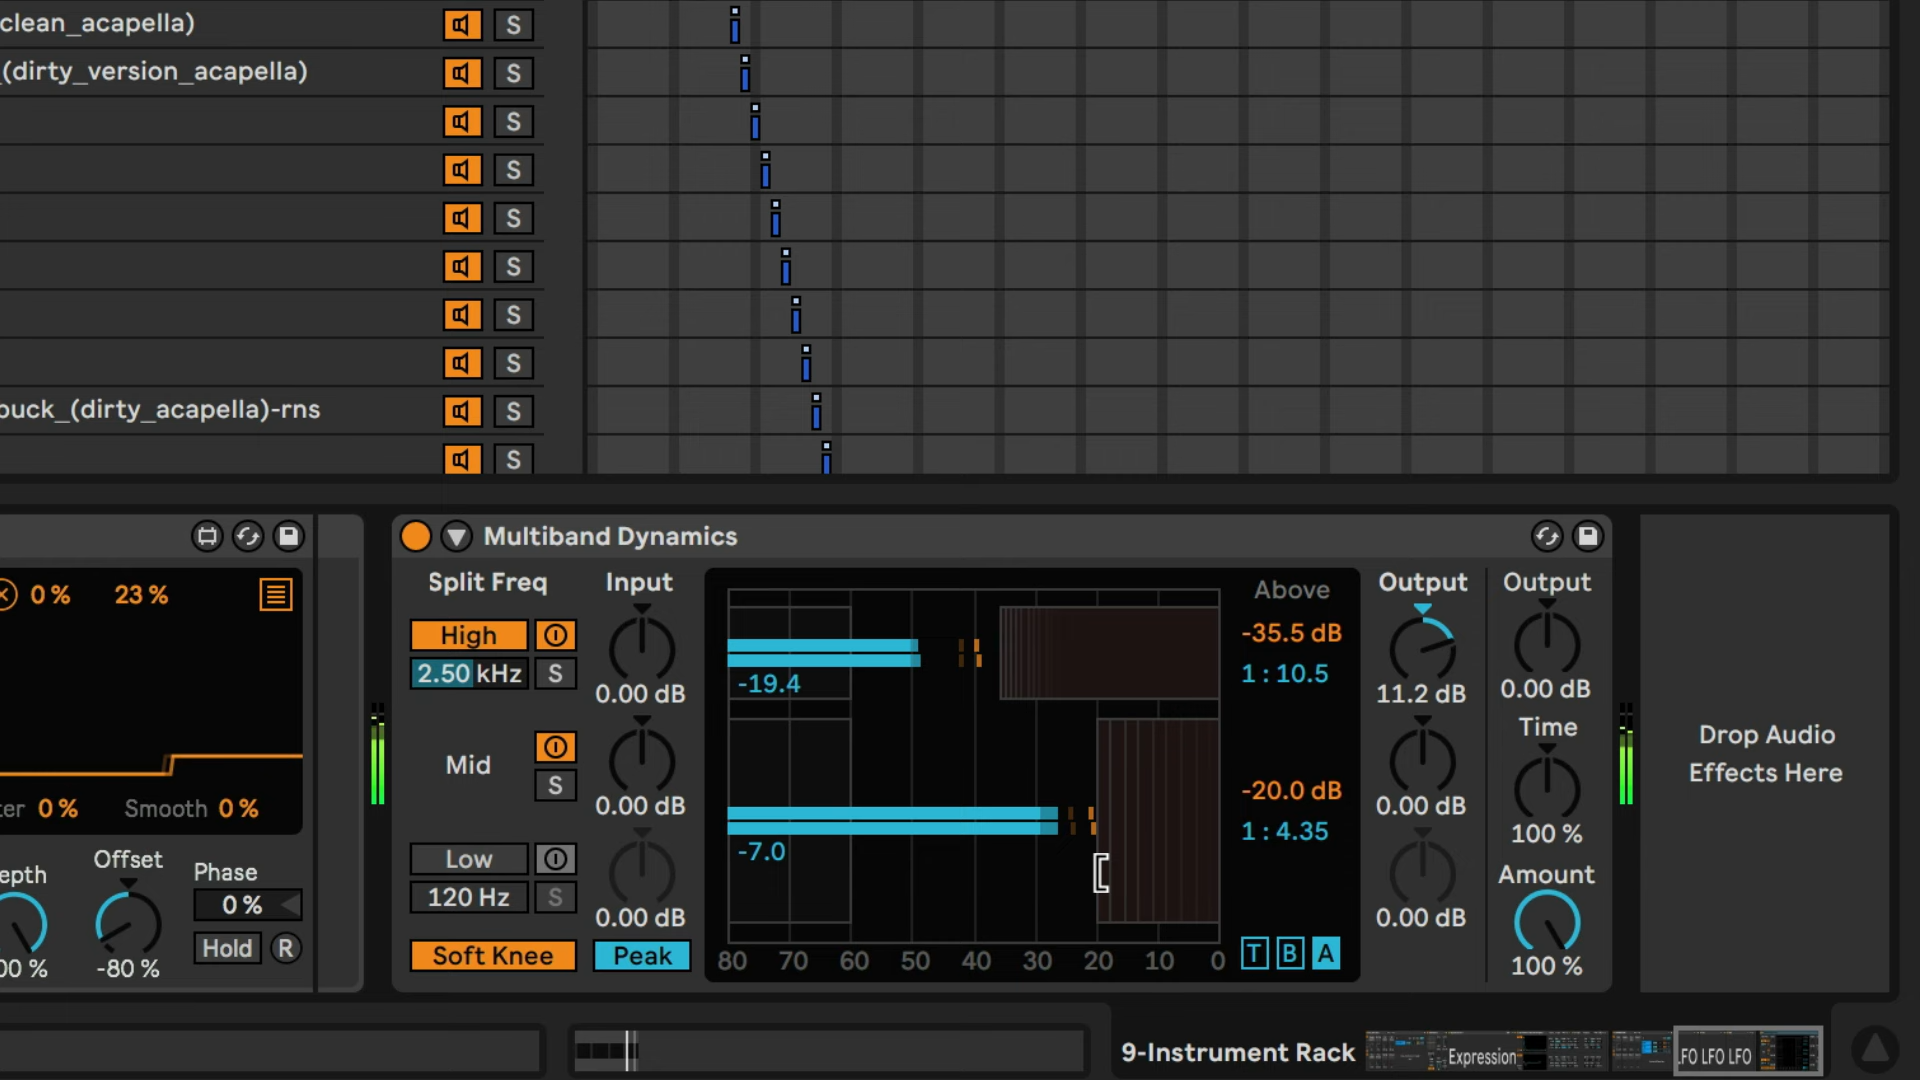 clean_acapella)
S
_(dirty_version_acapella)
S
S
S
S
S
S
S
buck_(dirty_acapella)-rns
S
S
0 %
23 %
ter 0 %
Smooth 0 %
epth
Offset
Phase
0 %
00 %
-80 %
Hold
R
Multiband Dynamics
Split Freq
Input
Above
Output
Output
High
2.50 kHz
S
0.00 dB
-19.4
-35.5 dB
1 : 10.5
11.2 dB
0.00 dB
Time
Mid
S
0.00 dB
-7.0
-20.0 dB
1 : 4.35
0.00 dB
100 %
Low
120 Hz
S
0.00 dB
0.00 dB
Amount
100 %
Soft Knee
Peak
80 70 60 50 40 30 20 10 0
T B A
Drop Audio
Effects Here
9-Instrument Rack
Expression
LFO LFO LFO